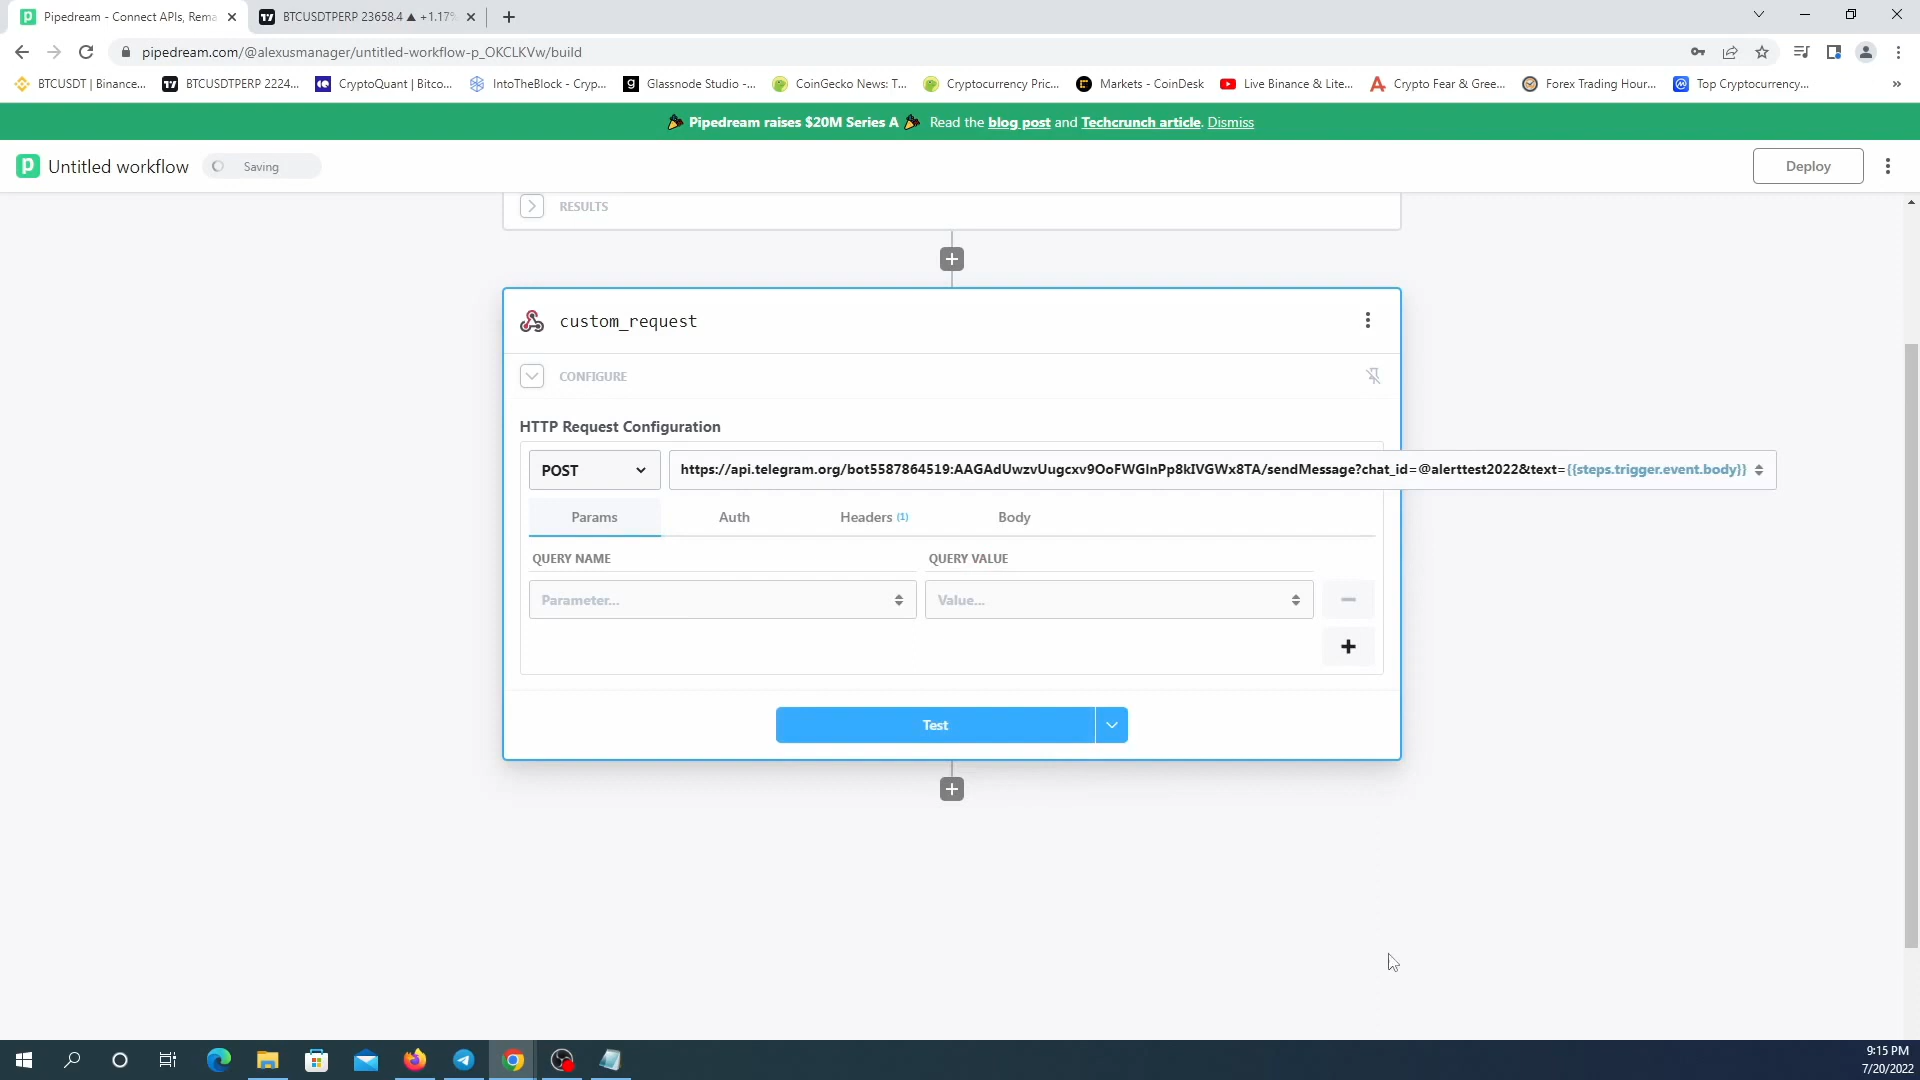 Pipedream - Connect APIs, Rema
BTCUSDTPERP 23658.4 ▲ +1.17%
pipedream.com/@alexusmanager/untitled-workflow-p_OKCLKVw/build
BTCUSDT | Binance...
BTCUSDTPERP 2224...
CryptoQuant | Bitco...
IntoTheBlock - Cryp...
Glassnode Studio -...
CoinGecko News: T...
Cryptocurrency Pric...
Markets - CoinDesk
Live Binance & Lite...
Crypto Fear & Gree...
Forex Trading Hour...
Top Cryptocurrency...
»
Pipedream raises $20M Series A Read the blog post and Techcrunch article. Dismiss
Untitled workflow
Saving
Deploy
RESULTS
custom_request
CONFIGURE
HTTP Request Configuration
POST
https://api.telegram.org/bot5587864519:AAGAdUwzvUugcxv9OoFWGlnPp8kIVGWx8TA/sendMessage?chat_id=@alerttest2022&text={{steps.trigger.event.body}}
Params
Auth
Headers (1)
Body
QUERY NAME
QUERY VALUE
Parameter...
Value...
Test
9:15 PM
7/20/2022